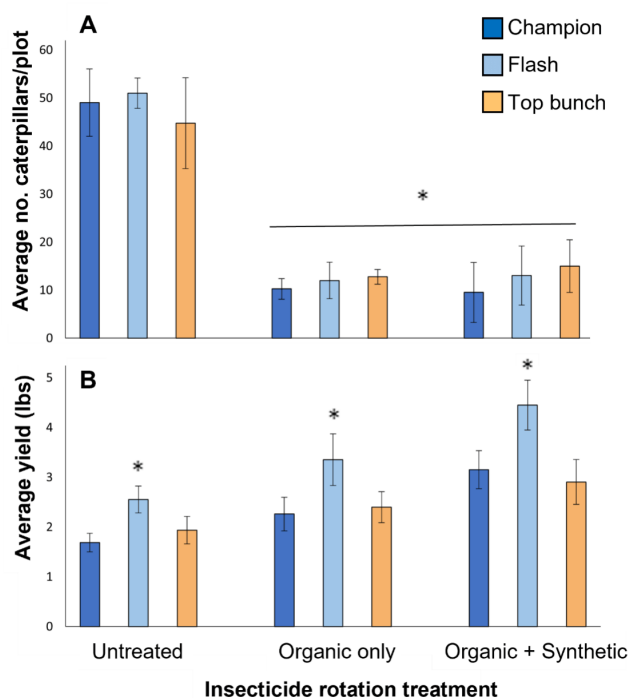 A
Champion
Flash
Top bunch
Average no. caterpillars/plot
60
50
40
30
20
10
0
*
B
Average yield (lbs)
5
4
3
2
1
0
*
*
*
Untreated
Organic only
Organic + Synthetic
Insecticide rotation treatment